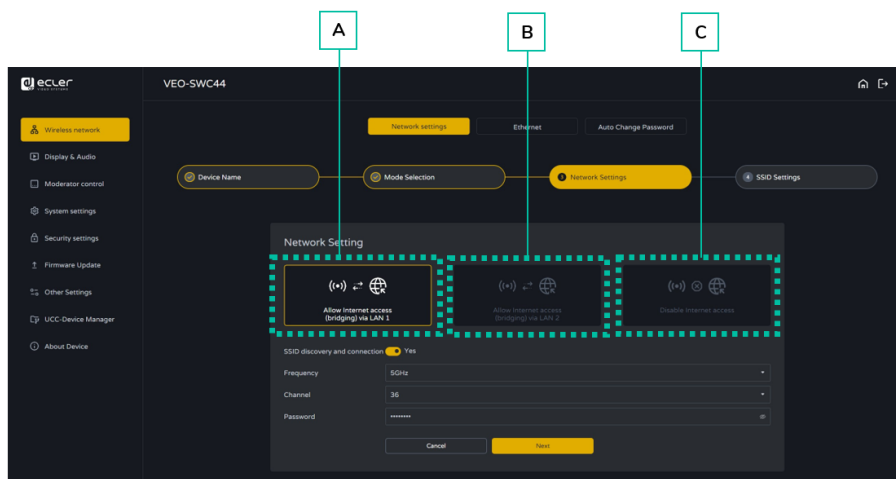 A
B
C
ecler
VEO-SWC44
Wireless network
Network settings
Ethernet
Auto Change Password
Display & Audio
Moderator control
Device Name
Mode Selection
3 Network Settings
4 SSID Settings
System settings
Security settings
Firmware Update
Other Settings
UCC-Device Manager
About Device
Network Setting
Allow Internet access
(bridging) via LAN 1
Allow Internet access
(bridging) via LAN 2
Disable Internet access
SSID discovery and connection Yes
Frequency 5GHz
Channel 36
Password ••••••••
Cancel
Next